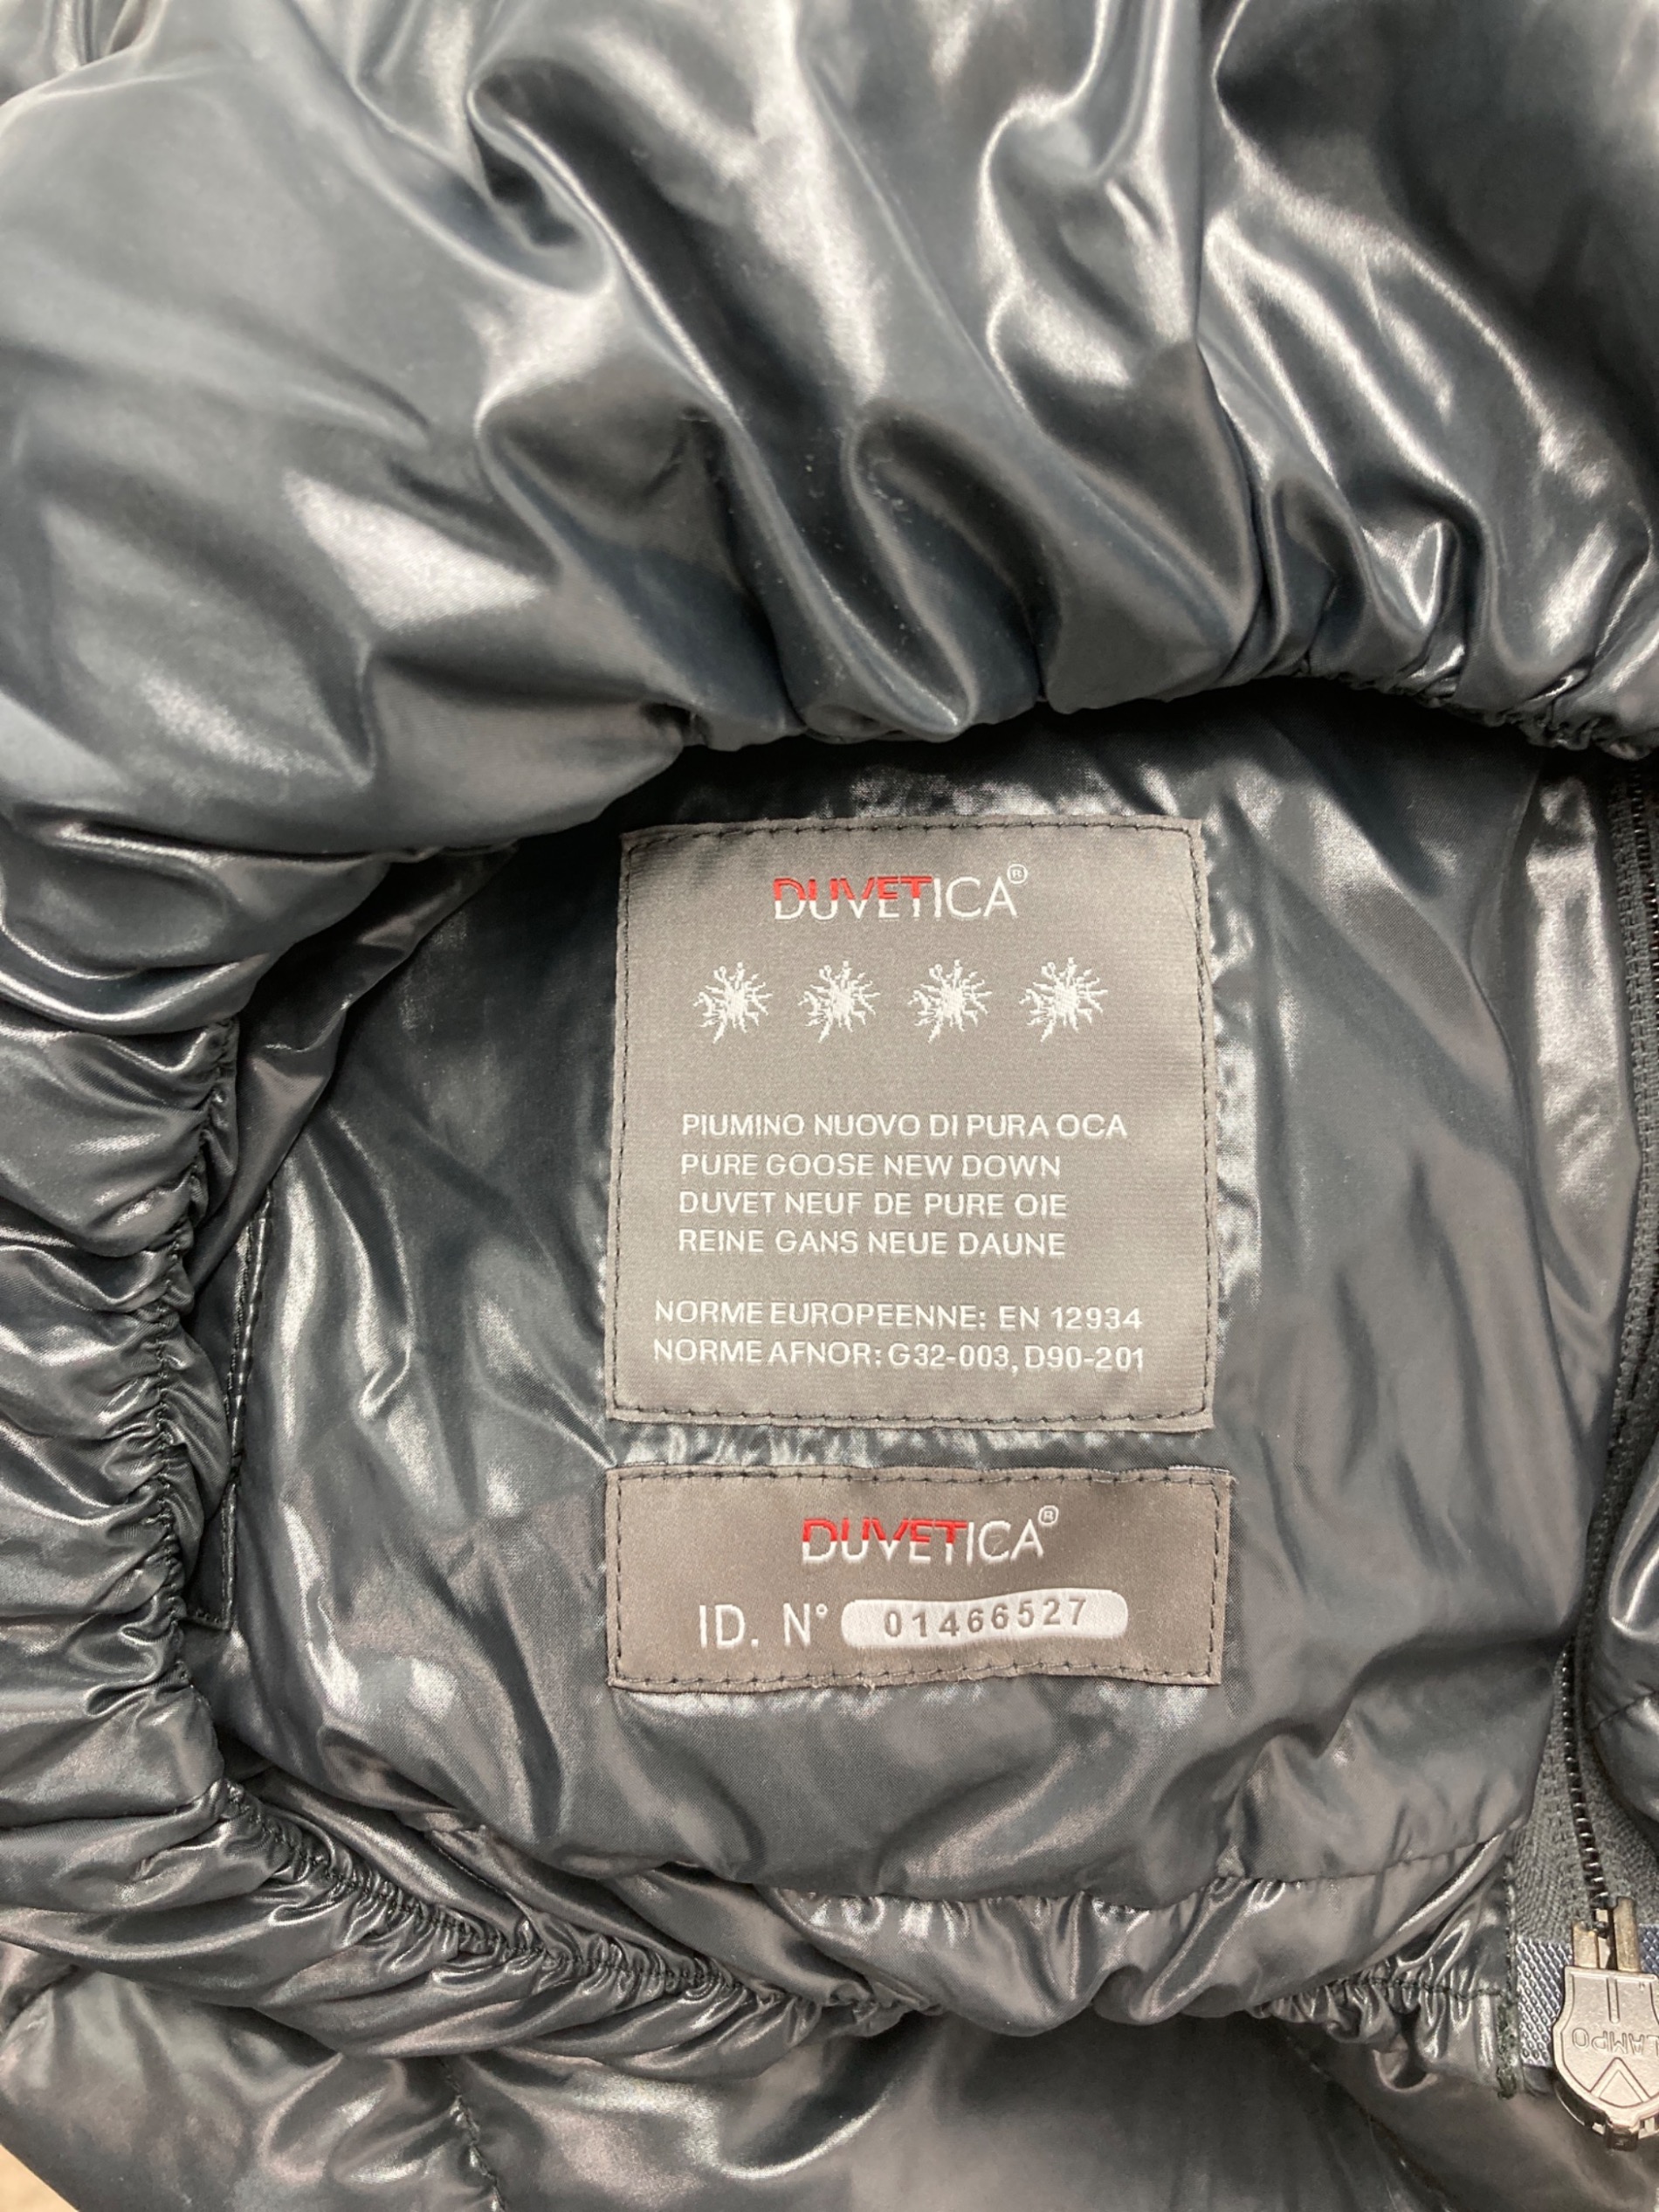 DUVETICA®
PIUMINO NUOVO DI PURA OCA
PURE GOOSE NEW DOWN
DUVET NEUF DE PURE OIE
REINE GANS NEUE DAUNE
NORME EUROPEENNE: EN 12934
NORME AFNOR: G32-003, D90-201
DUVETICA®
ID. N° 01466527
LAMPO